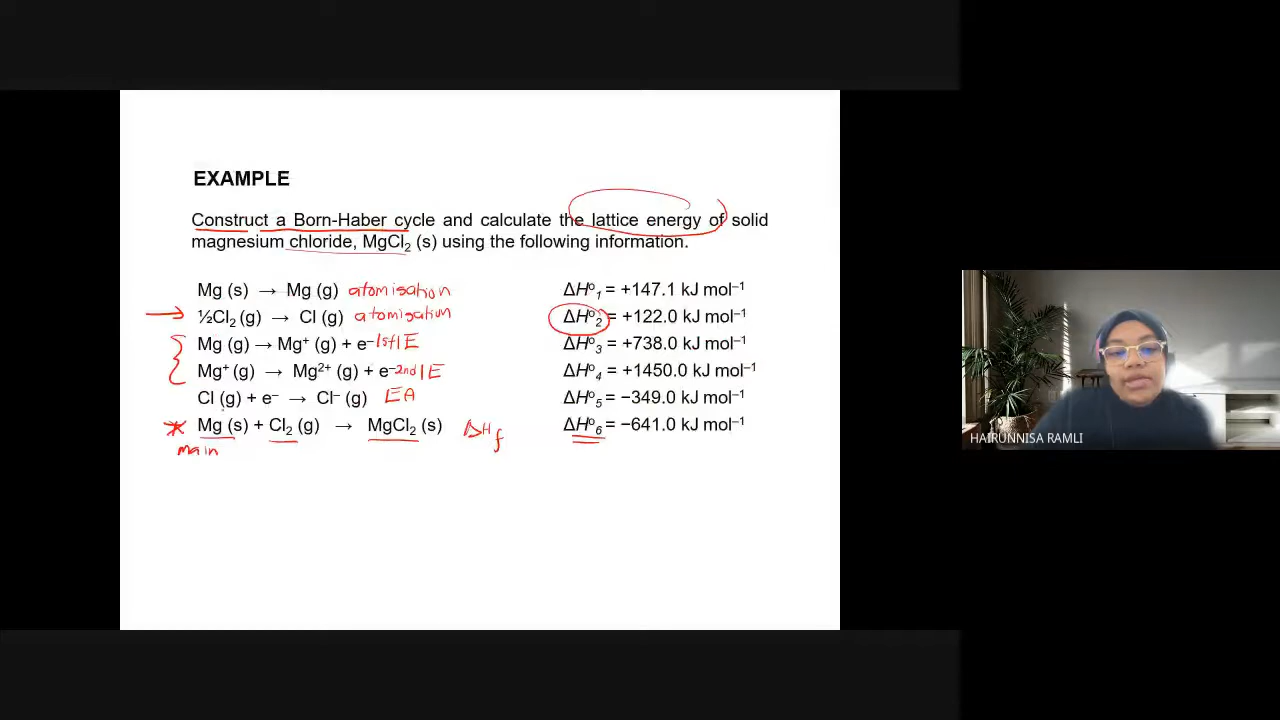 EXAMPLE
Construct a Born-Haber cycle and calculate the lattice energy of solid
magnesium chloride, MgCl₂ (s) using the following information.
Mg (s) → Mg (g) atomisation ΔH°₁ = +147.1 kJ mol⁻¹
½Cl₂ (g) → Cl (g) atomisation ΔH°₂ = +122.0 kJ mol⁻¹
Mg (g) → Mg⁺ (g) + e⁻ 1st IE ΔH°₃ = +738.0 kJ mol⁻¹
Mg⁺ (g) → Mg²⁺ (g) + e⁻ 2nd IE ΔH°₄ = +1450.0 kJ mol⁻¹
Cl (g) + e⁻ → Cl⁻ (g) EA ΔH°₅ = −349.0 kJ mol⁻¹
Mg (s) + Cl₂ (g) → MgCl₂ (s) ΔHf ΔH°₆ = −641.0 kJ mol⁻¹
main
HAIRUNNISA RAMLI